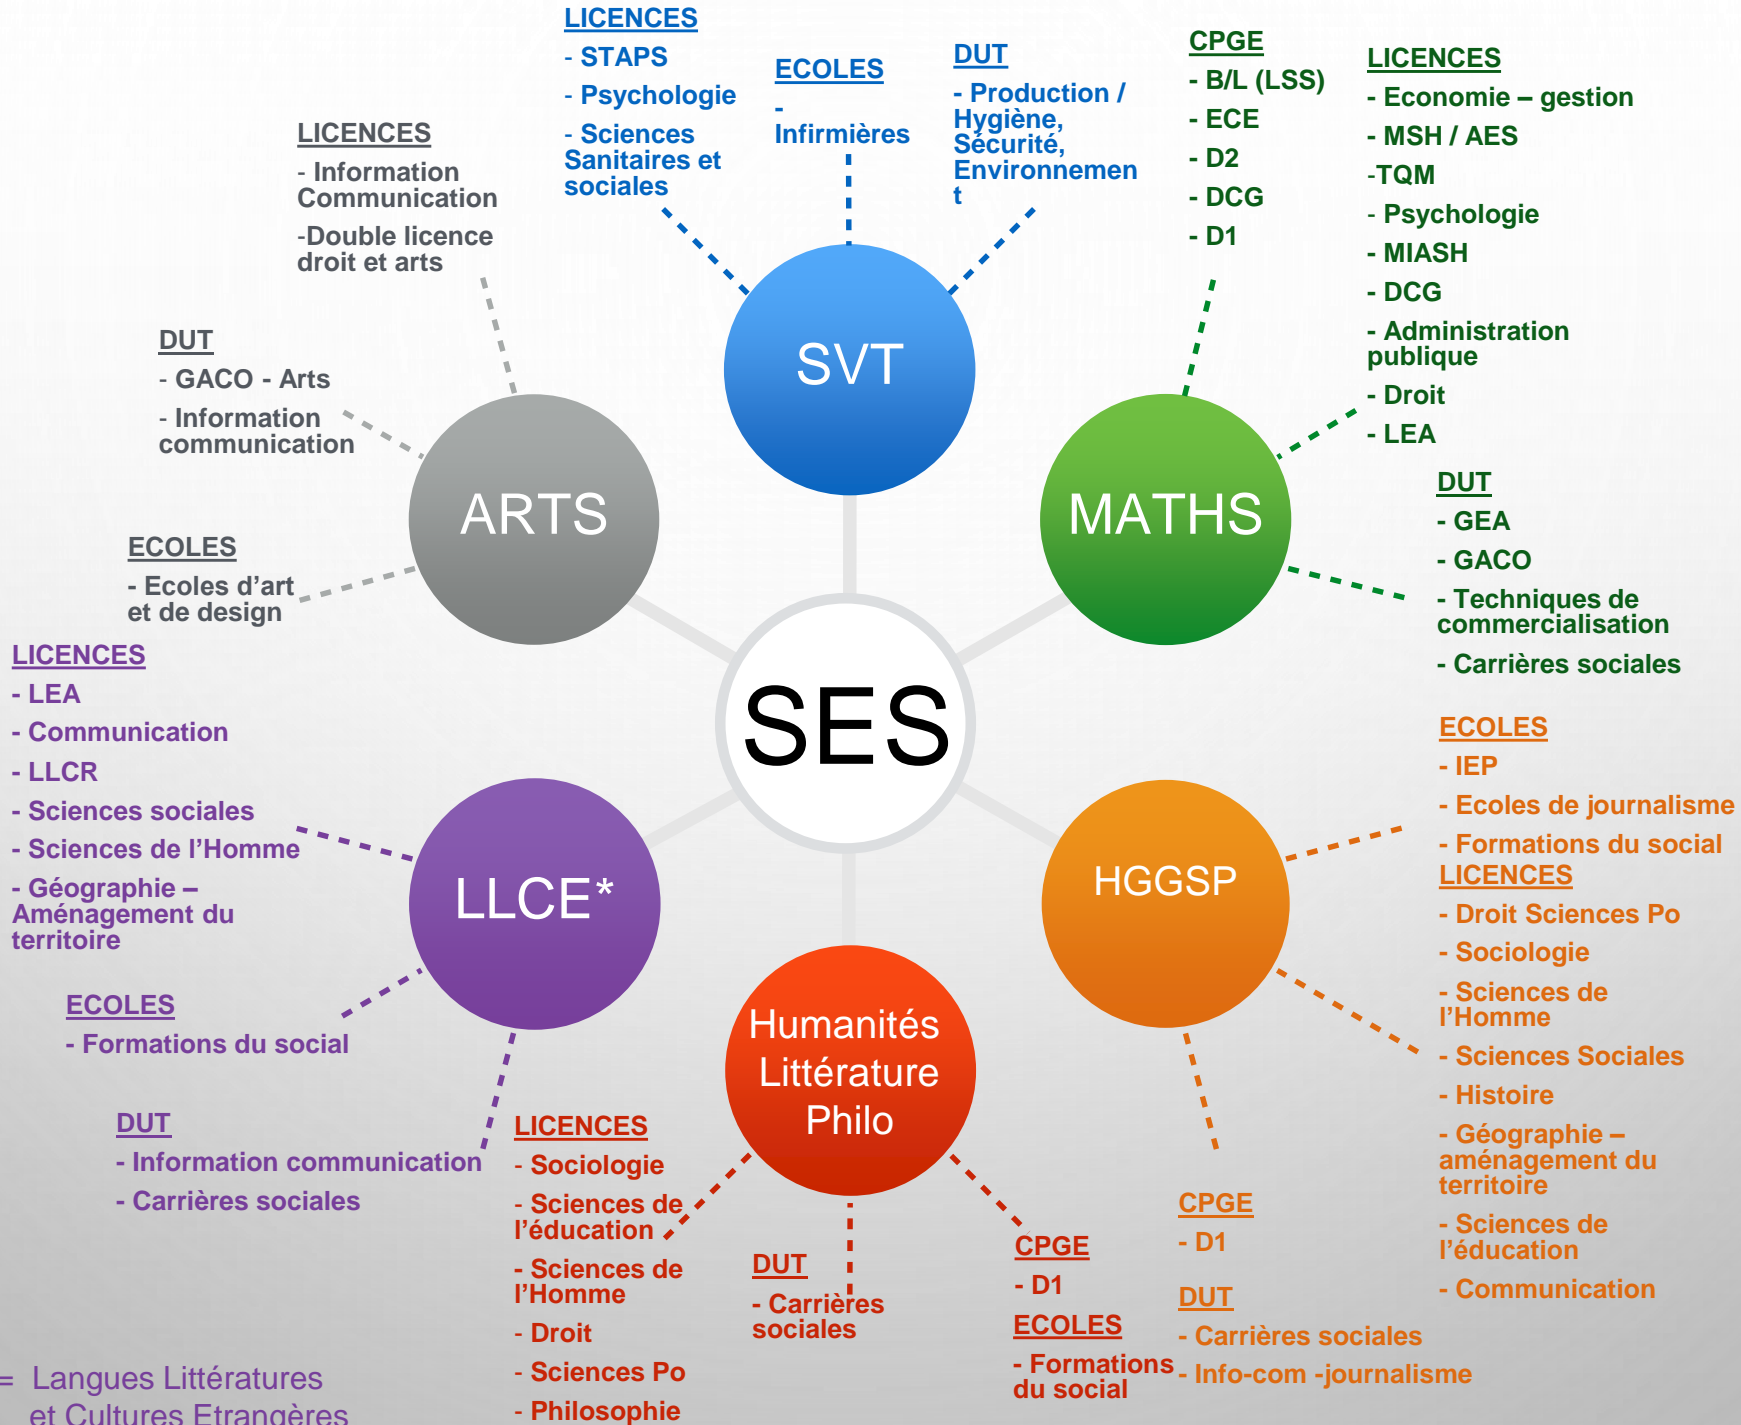 LICENCES
- STAPS
- Psychologie
- Sciences
Sanitaires et
sociales
ECOLES
-
Infirmières
DUT
- Production /
Hygiène,
Sécurité,
Environnemen
t
CPGE
- B/L (LSS)
- ECE
- D2
- DCG
- D1
LICENCES
- Economie – gestion
- MSH / AES
-TQM
- Psychologie
- MIASH
- DCG
- Administration
publique
- Droit
- LEA
LICENCES
- Information
Communication
-Double licence
droit et arts
DUT
- GACO - Arts
- Information
communication
ECOLES
- Ecoles d’art
et de design
SVT
ARTS
MATHS
SES
LLCE*
HGGSP
Humanités
Littérature
Philo
DUT
- GEA
- GACO
- Techniques de
commercialisation
- Carrières sociales
LICENCES
- LEA
- Communication
- LLCR
- Sciences sociales
- Sciences de l’Homme
- Géographie –
Aménagement du
territoire
ECOLES
- Formations du social
DUT
- Information communication
- Carrières sociales
ECOLES
- IEP
- Ecoles de journalisme
- Formations du social
LICENCES
- Droit Sciences Po
- Sociologie
- Sciences de
l’Homme
- Sciences Sociales
- Histoire
- Géographie –
aménagement du
territoire
- Sciences de
l’éducation
- Communication
LICENCES
- Sociologie
- Sciences de
l’éducation
- Sciences de
l’Homme
- Droit
- Sciences Po
- Philosophie
DUT
- Carrières
sociales
CPGE
- D1
ECOLES
- Formations
du social
CPGE
- D1
DUT
- Carrières sociales
- Info-com -journalisme
= Langues Littératures
et Cultures Etrangères